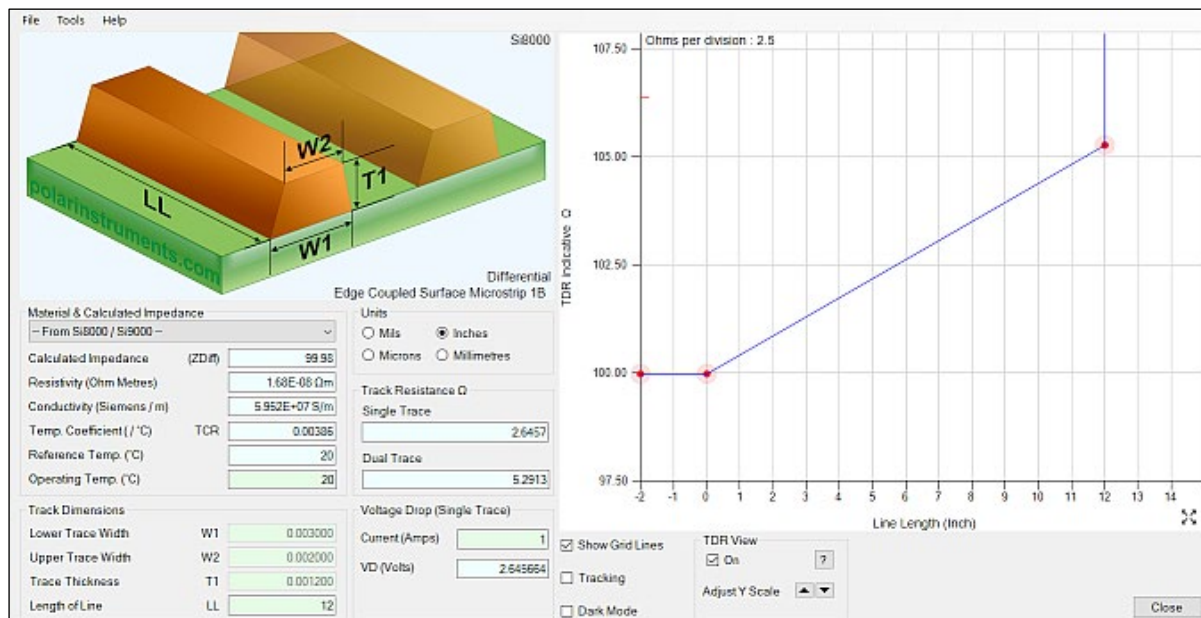 File Tools Help
Si8000
LL
W2
T1
W1
polarinstruments.com
Differential
Edge Coupled Surface Microstrip 1B
Material & Calculated Impedance
-- From Si8000 / Si9000 --
Calculated Impedance (ZDiff) 99.98
Resistivity (Ohm Metres) 1.68E-08 Ωm
Conductivity (Siemens / m) 5.952E+07 S/m
Temp. Coefficient ( / °C) TCR 0.00386
Reference Temp. (°C) 20
Operating Temp. (°C) 20
Track Dimensions
Lower Trace Width W1 0.003000
Upper Trace Width W2 0.002000
Trace Thickness T1 0.001200
Length of Line LL 12
Units
Mils Inches
Microns Millimetres
Track Resistance Ω
Single Trace
2.6457
Dual Trace
5.2913
Voltage Drop (Single Trace)
Current (Amps) 1
VD (Volts) 2.645664
Ohms per division : 2.5
TDR Indicative Ω
107.50
105.00
102.50
100.00
97.50
-2 -1 0 1 2 3 4 5 6 7 8 9 10 11 12 13 14
Line Length (Inch)
Show Grid Lines
Tracking
Dark Mode
TDR View
On ?
Adjust Y Scale
Close